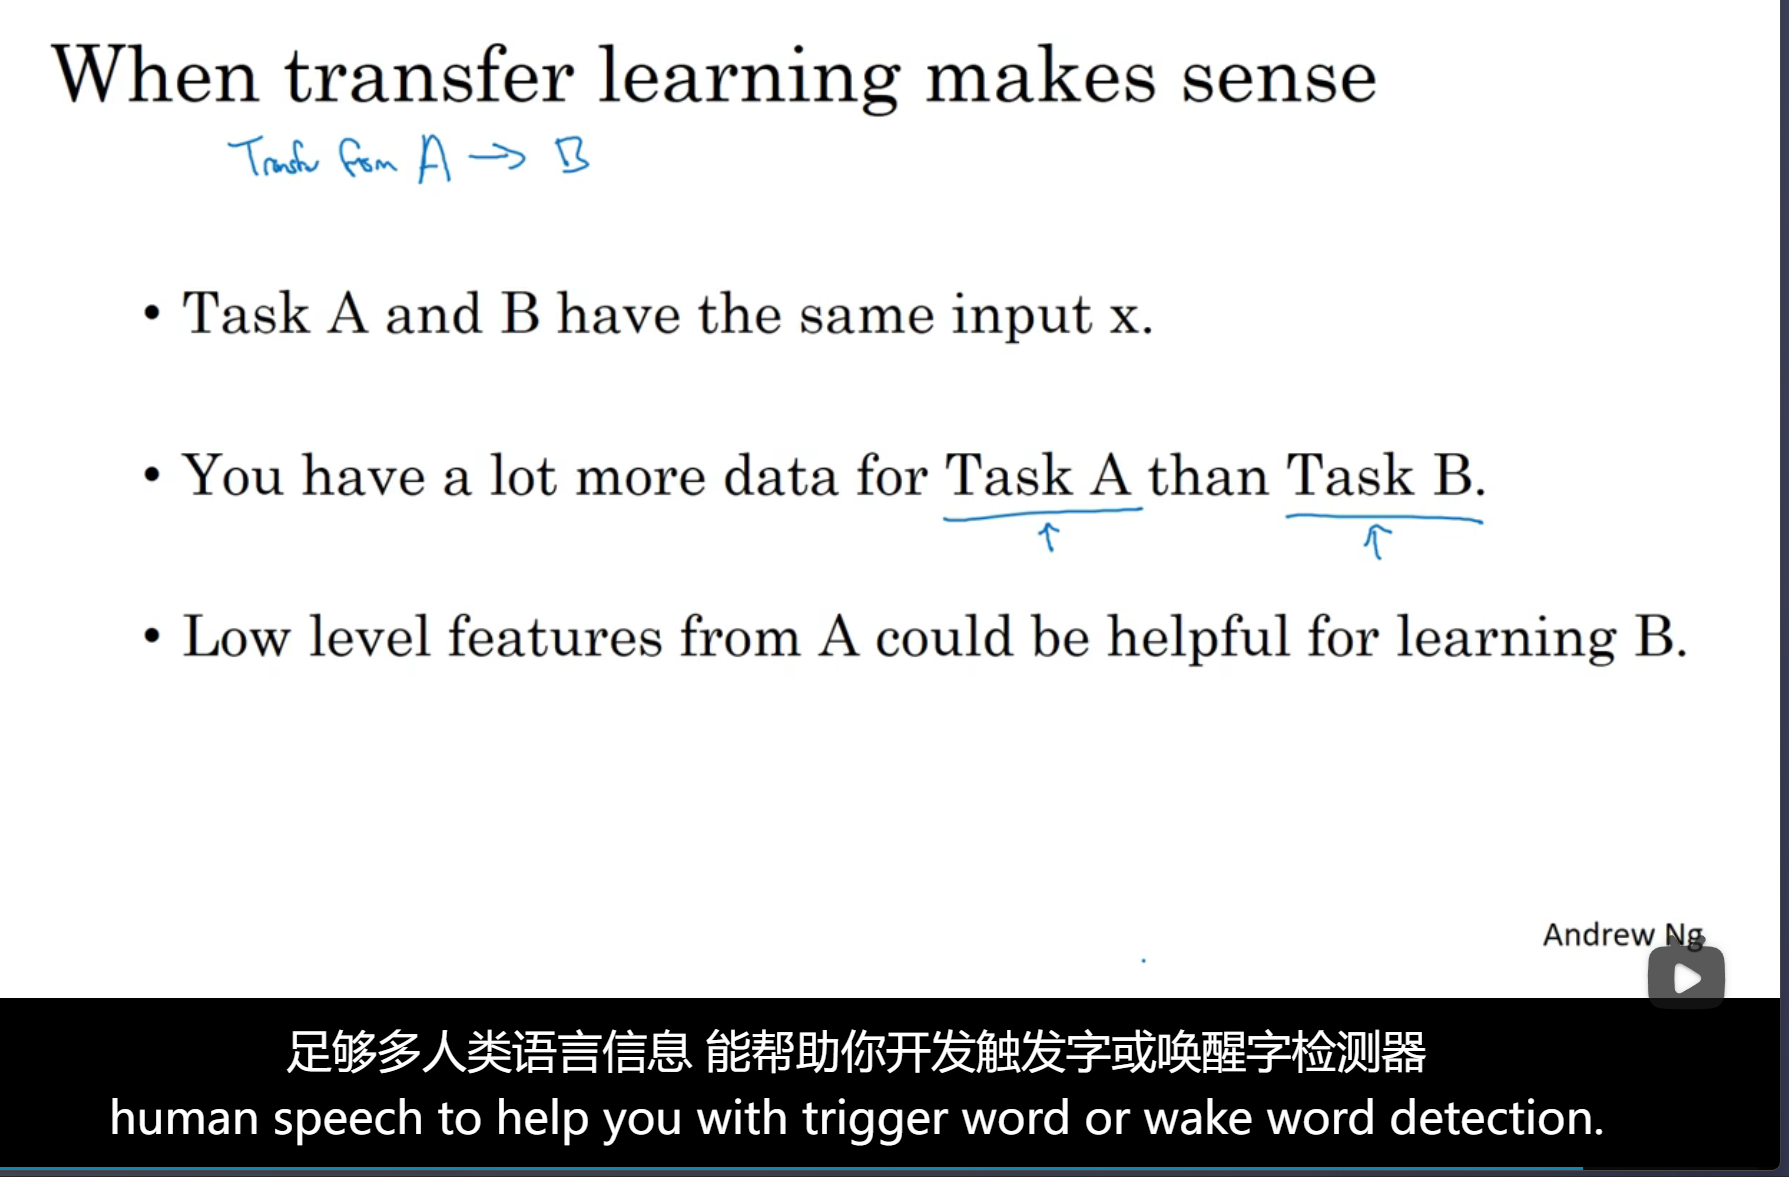 When transfer learning makes sense
Transfer from A → B
• Task A and B have the same input x.
• You have a lot more data for Task A than Task B.
↑ ↑
• Low level features from A could be helpful for learning B.
Andrew Ng
足够多人类语言信息 能帮助你开发触发字或唤醒字检测器
human speech to help you with trigger word or wake word detection.